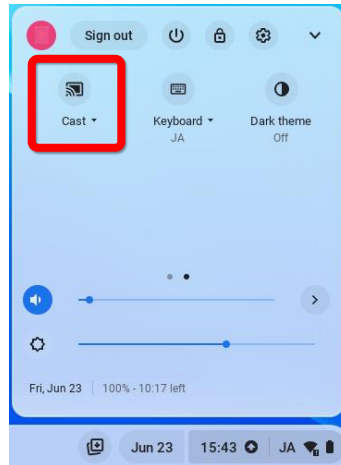 Sign out
Cast
Keyboard
JA
Dark theme
Off
Fri, Jun 23
100% - 10:17 left
Jun 23
15:43
JA